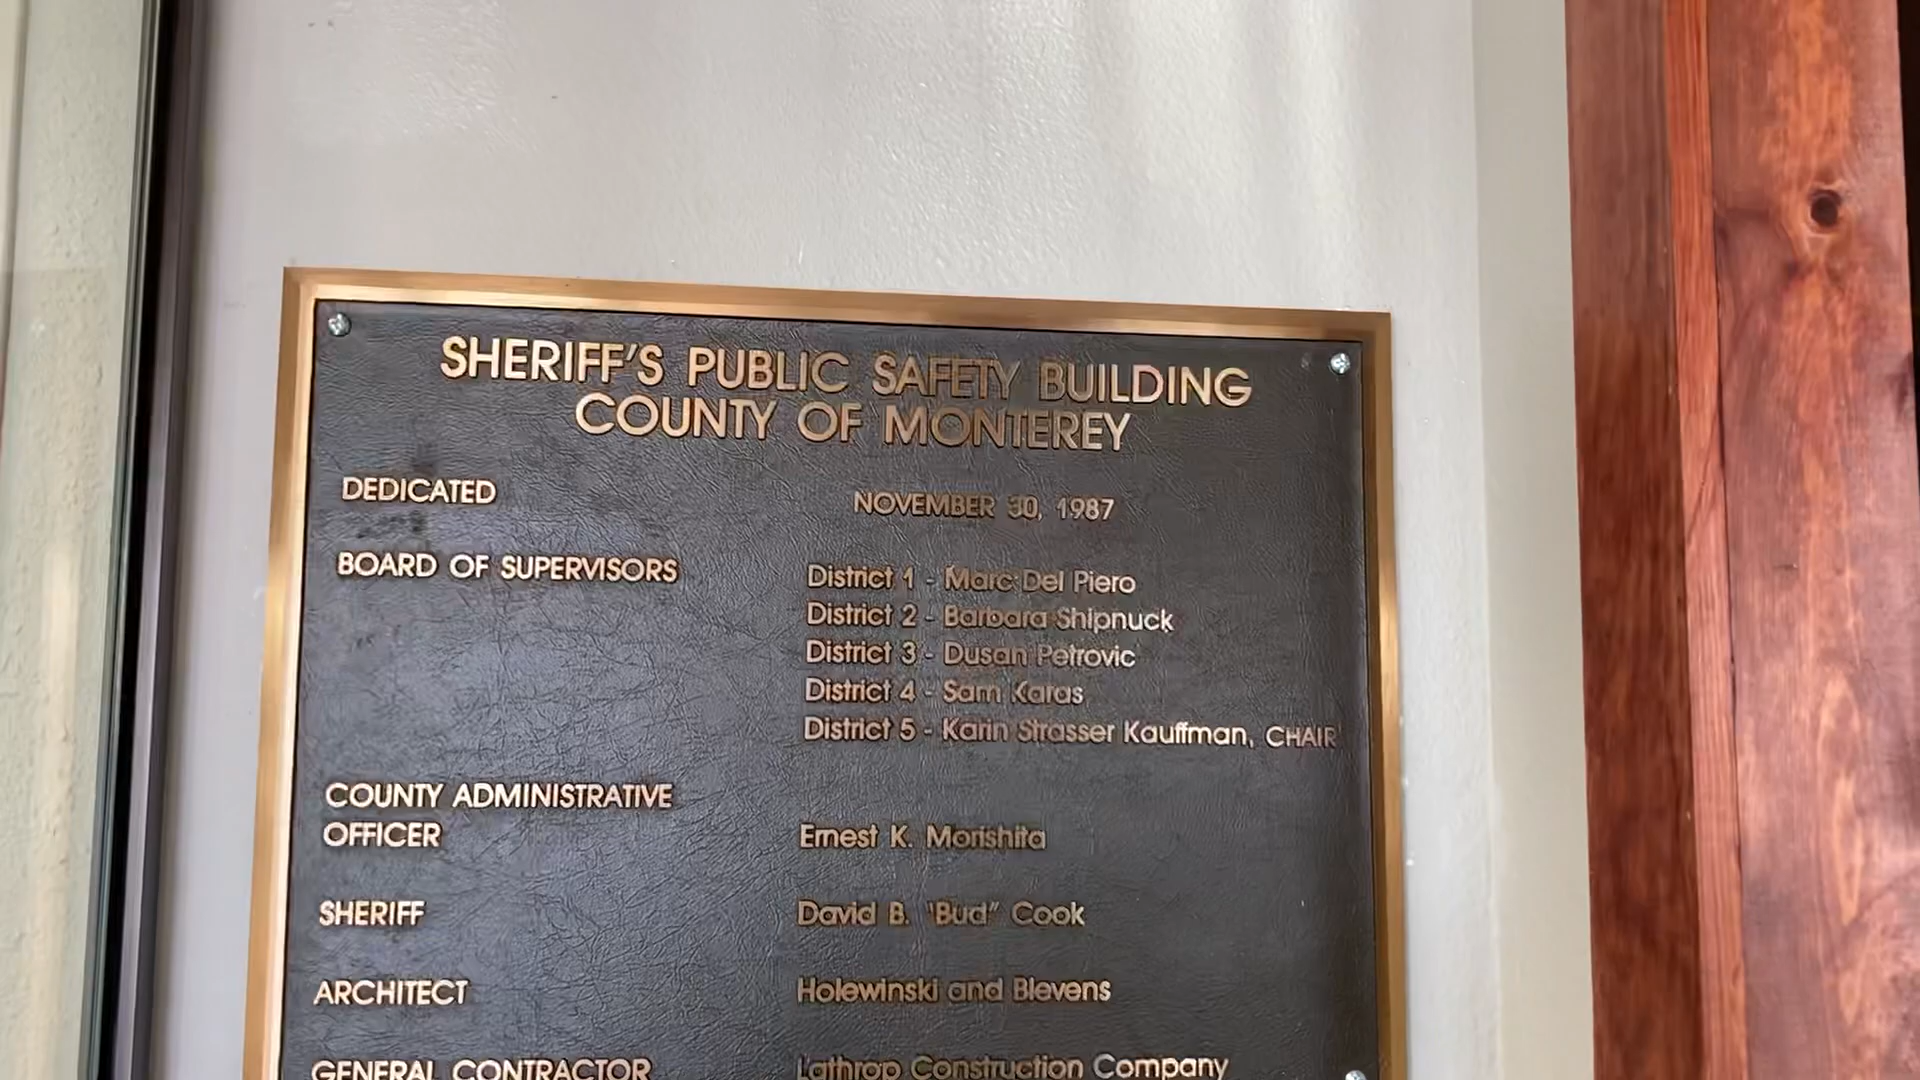 SHERIFF'S PUBLIC SAFETY BUILDING
COUNTY OF MONTEREY
DEDICATED NOVEMBER 30, 1987
BOARD OF SUPERVISORS District 1 - Marc Del Piero
District 2 - Barbara Shipnuck
District 3 - Dusan Petrovic
District 4 - Sam Karas
District 5 - Karin Strasser Kauffman, CHAIR
COUNTY ADMINISTRATIVE
OFFICER Ernest K. Morishita
SHERIFF David B. "Bud" Cook
ARCHITECT Holewinski and Blevens
GENERAL CONTRACTOR Lathrop Construction Company